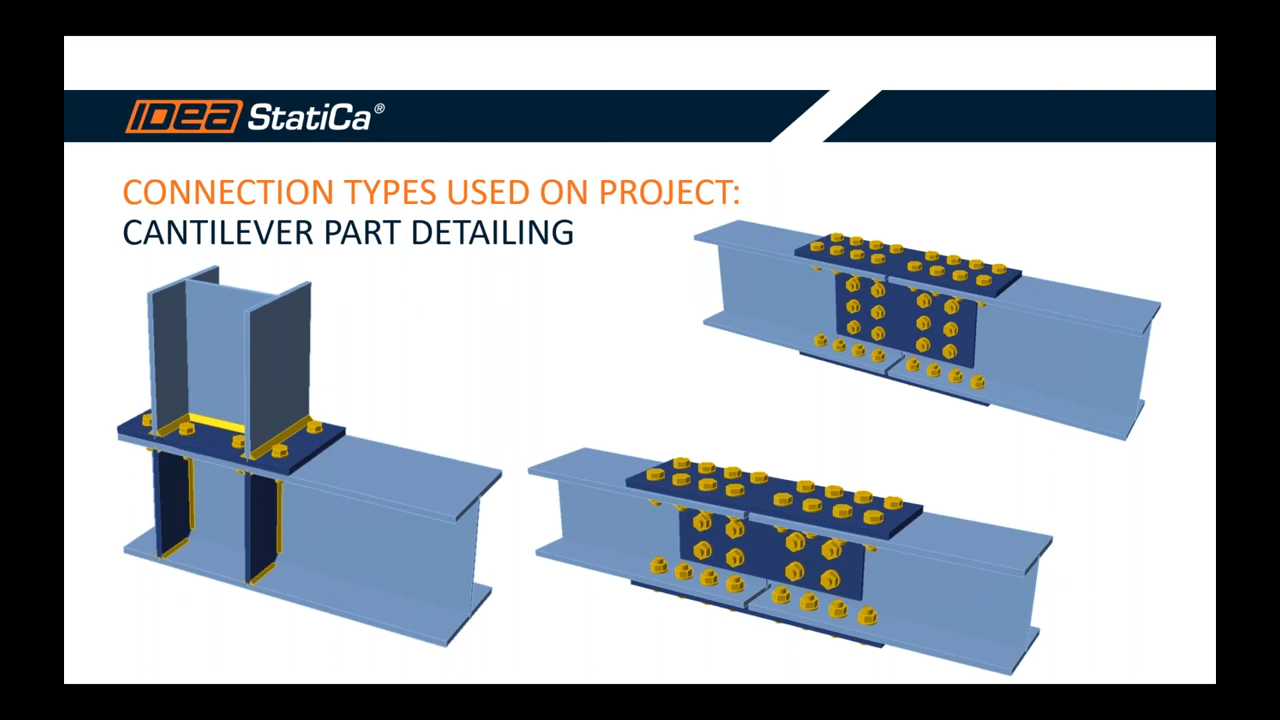 IDEA StatiCa®
CONNECTION TYPES USED ON PROJECT:
CANTILEVER PART DETAILING